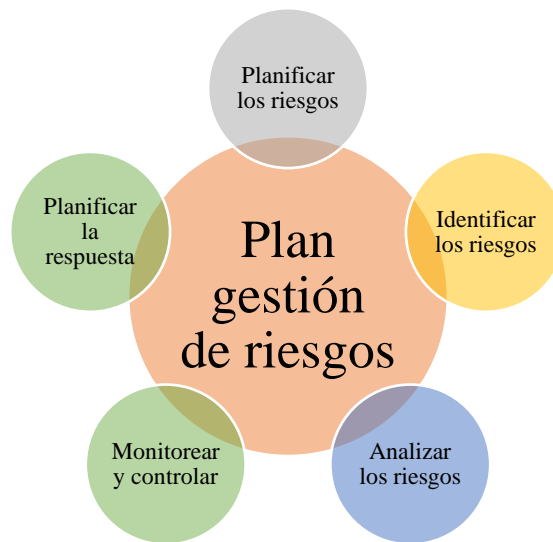 Planificar
los riesgos
Identificar
los riesgos
Analizar
los riesgos
Monitorear
y controlar
Planificar
la
respuesta
Plan
gestión
de riesgos